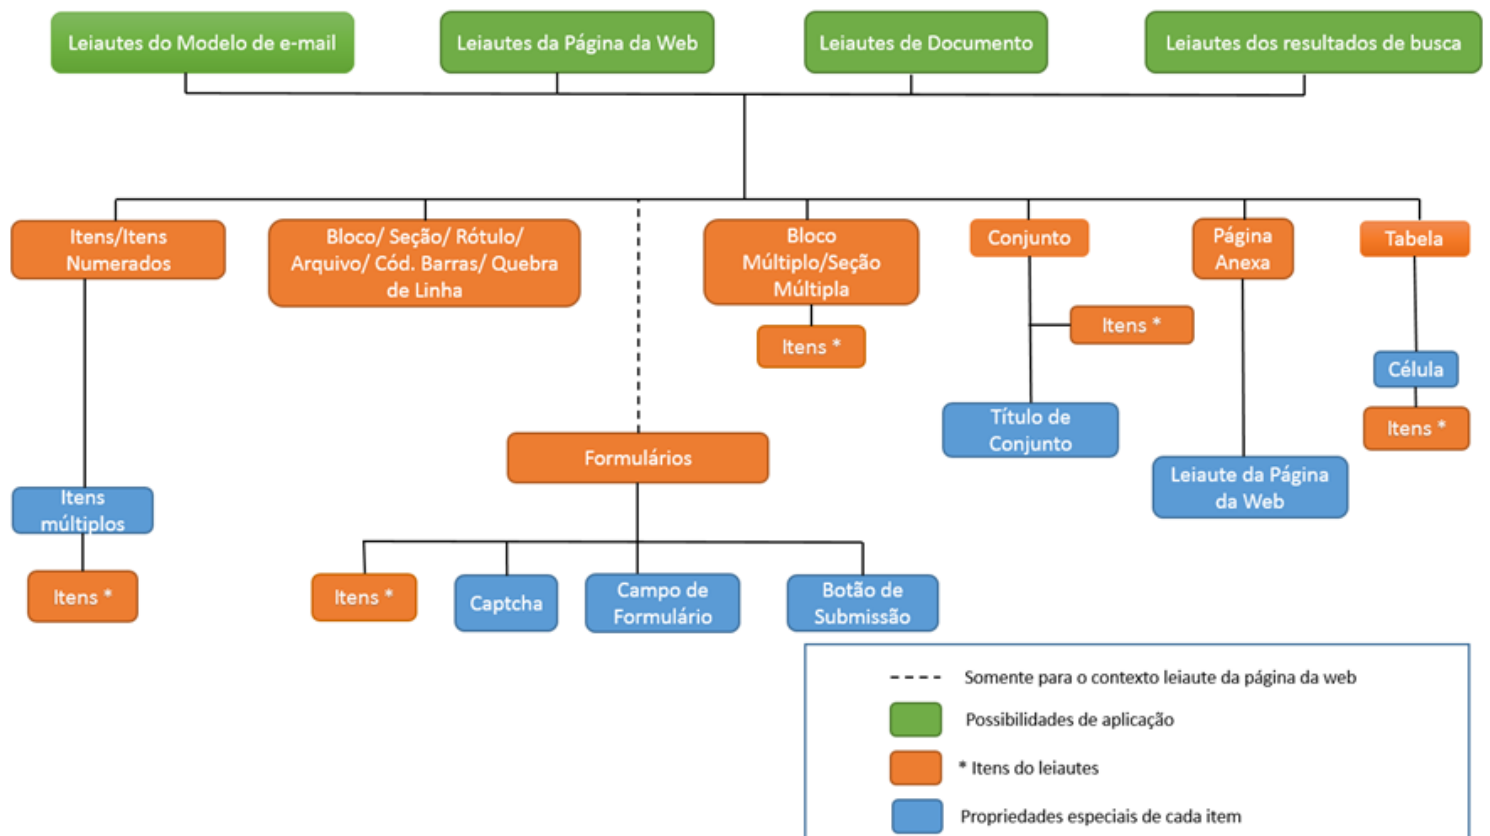 Leiautes do Modelo de e-mail
Leiautes da Página da Web
Leiautes de Documento
Leiautes dos resultados de busca
Itens/Itens
Numerados
Bloco/ Seção/ Rótulo/
Arquivo/ Cód. Barras/ Quebra
de Linha
Bloco
Múltiplo/Seção
Múltipla
Conjunto
Página
Anexa
Tabela
Itens *
Itens *
Célula
Itens *
Título de
Conjunto
Formulários
Leiaute da Página
da Web
Itens
múltiplos
Itens *
Itens *
Captcha
Campo de
Formulário
Botão de
Submissão
Somente para o contexto leiaute da página da web
Possibilidades de aplicação
* Itens do leiautes
Propriedades especiais de cada item